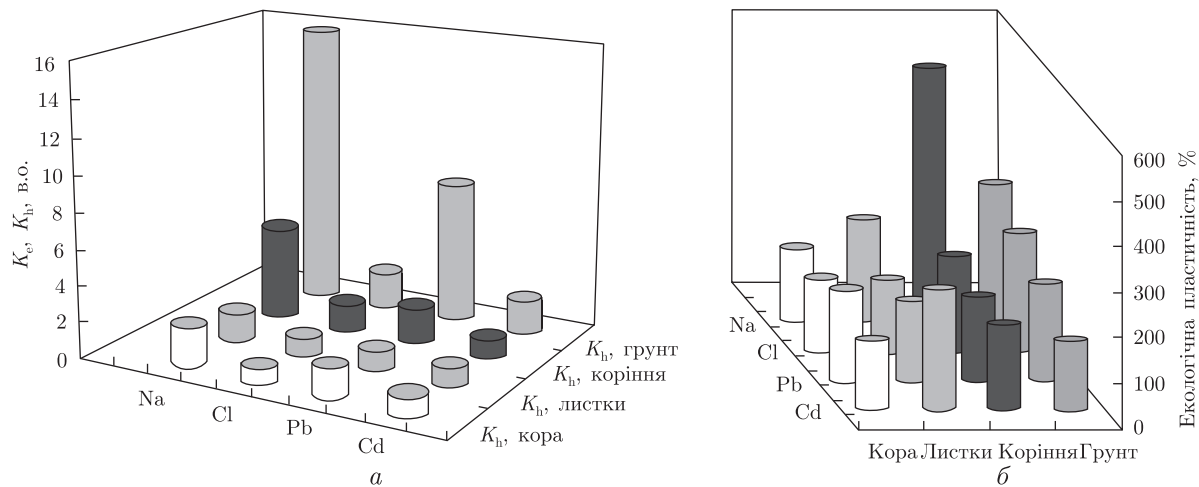 16
14
12
10
8
6
4
2
0
Kₑ, Kₕ, в.о.
Na
Cl
Pb
Cd
Kₕ, грунт
Kₕ, коріння
Kₕ, листки
Kₕ, кора
а
600
500
400
300
200
100
0
Екологічна пластичність, %
Na
Cl
Pb
Cd
Кора Листки Коріння Грунт
б